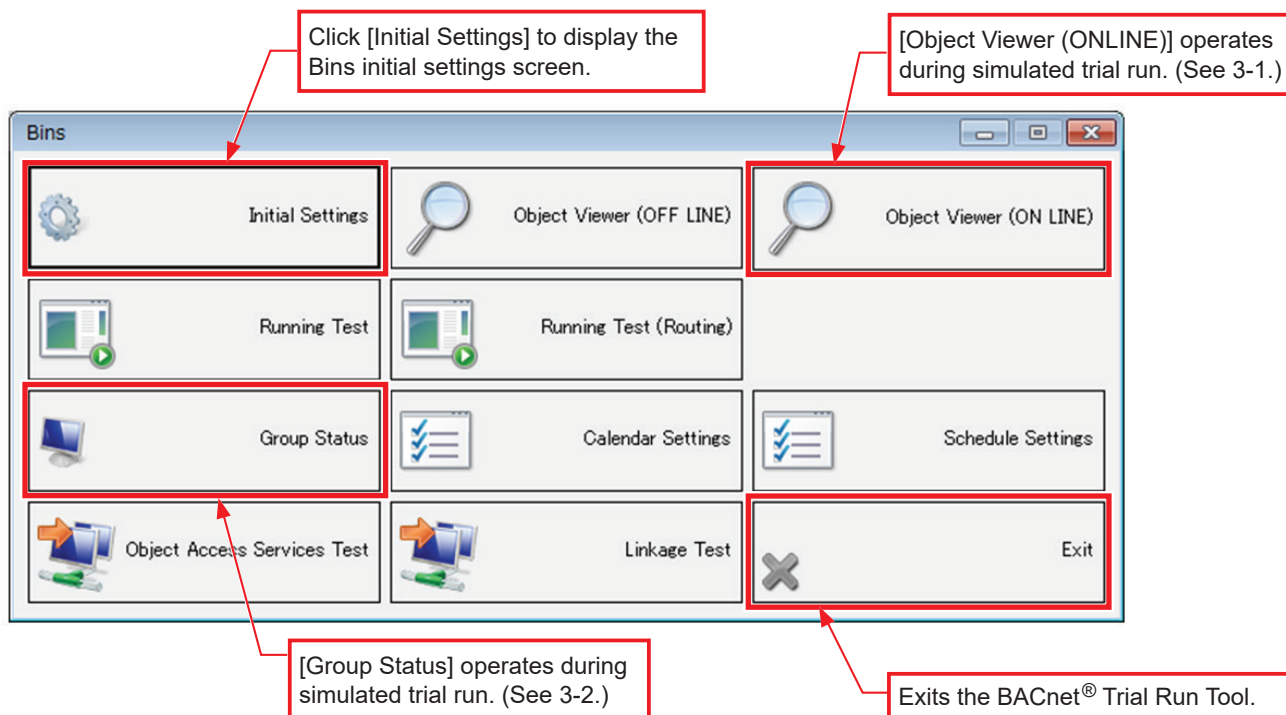 Click [Initial Settings] to display the
Bins initial settings screen.
[Object Viewer (ONLINE)] operates
during simulated trial run. (See 3-1.)
Bins
Initial Settings
Object Viewer (OFF LINE)
Object Viewer (ON LINE)
Running Test
Running Test (Routing)
Group Status
Calendar Settings
Schedule Settings
Object Access Services Test
Linkage Test
Exit
[Group Status] operates during
simulated trial run. (See 3-2.)
Exits the BACnet® Trial Run Tool.